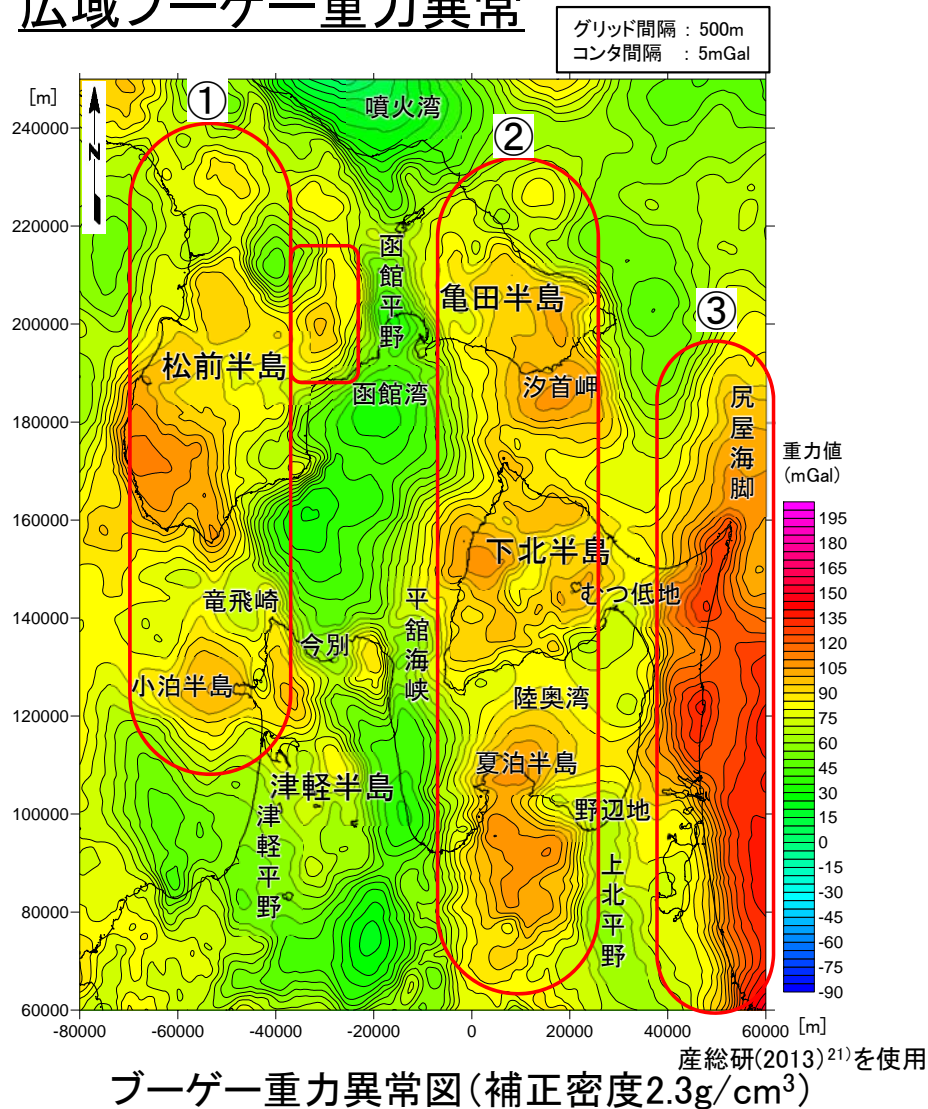 広域ブーゲー重力異常
グリッド間隔 : 500m
コンタ間隔 : 5mGal
[m]
240000
220000
200000
180000
160000
140000
120000
100000
80000
60000
N
①
②
③
噴火湾
函館平野
亀田半島
松前半島
函館湾
汐首岬
尻屋海脚
下北半島
むつ低地
竜飛崎
平舘海峡
今別
小泊半島
陸奥湾
夏泊半島
津軽半島
野辺地
津軽平野
上北平野
重力値
(mGal)
195
180
165
150
135
120
105
90
75
60
45
30
15
0
-15
-30
-45
-60
-75
-90
-80000 -60000 -40000 -20000 0 20000 40000 60000 [m]
産総研(2013)21)を使用
ブーゲー重力異常図(補正密度2.3g/cm3)